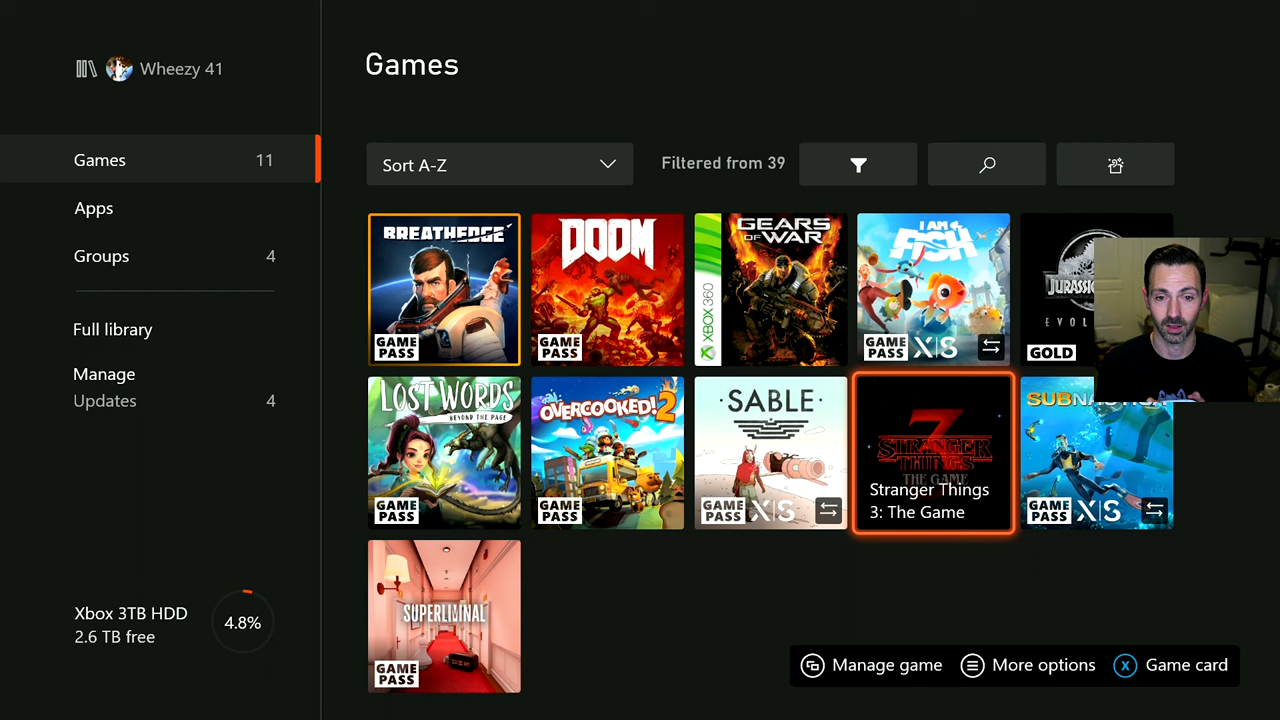 Wheezy 41
Games
Games 11
Apps
Groups 4
Full library
Manage
Updates 4
Xbox 3TB HDD
2.6 TB free
4.8%
Sort A-Z
Filtered from 39
BREATHEDGE
GAME
PASS
DOOM
GAME
PASS
XBOX 360
GEARS
OF WAR
I AM
FISH
GAME
PASS
X|S
JURASSIC
GOLD
LOST WORDS
BEYOND THE PAGE
GAME
PASS
OVERCOOKED! 2
GAME
PASS
SABLE
GAME
PASS
X|S
3
STRANGER
THINGS
THE GAME
Stranger Things
3: The Game
GAME
PASS
X|S
SUPERLIMINAL
GAME
PASS
Manage game
More options
X Game card